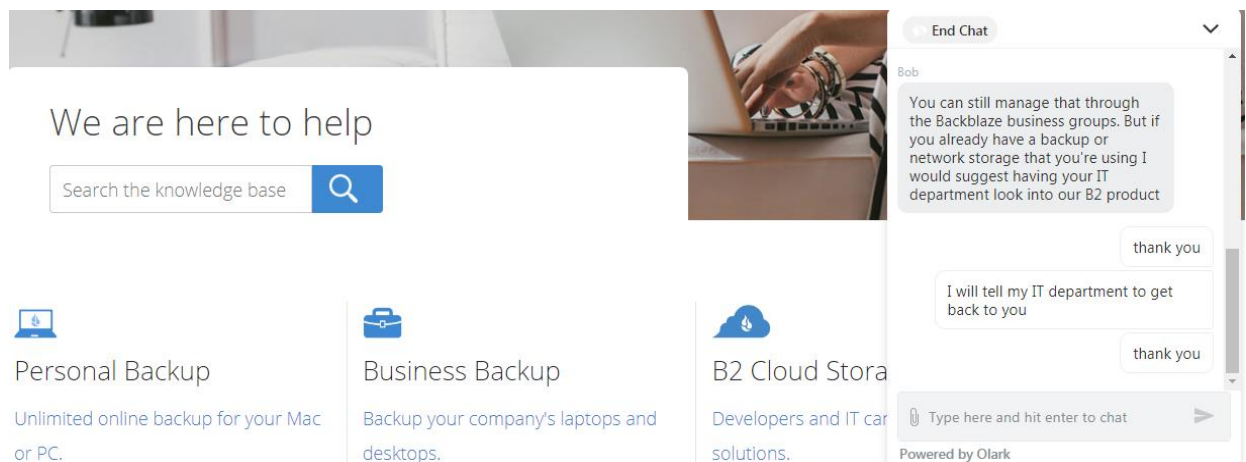 We are here to help
Search the knowledge base
Personal Backup
Unlimited online backup for your Mac
or PC.
Business Backup
Backup your company's laptops and
desktops.
B2 Cloud Stora
Developers and IT can
solutions.
End Chat
Bob
You can still manage that through
the Backblaze business groups. But if
you already have a backup or
network storage that you're using I
would suggest having your IT
department look into our B2 product
thank you
I will tell my IT department to get
back to you
thank you
Type here and hit enter to chat
Powered by Olark